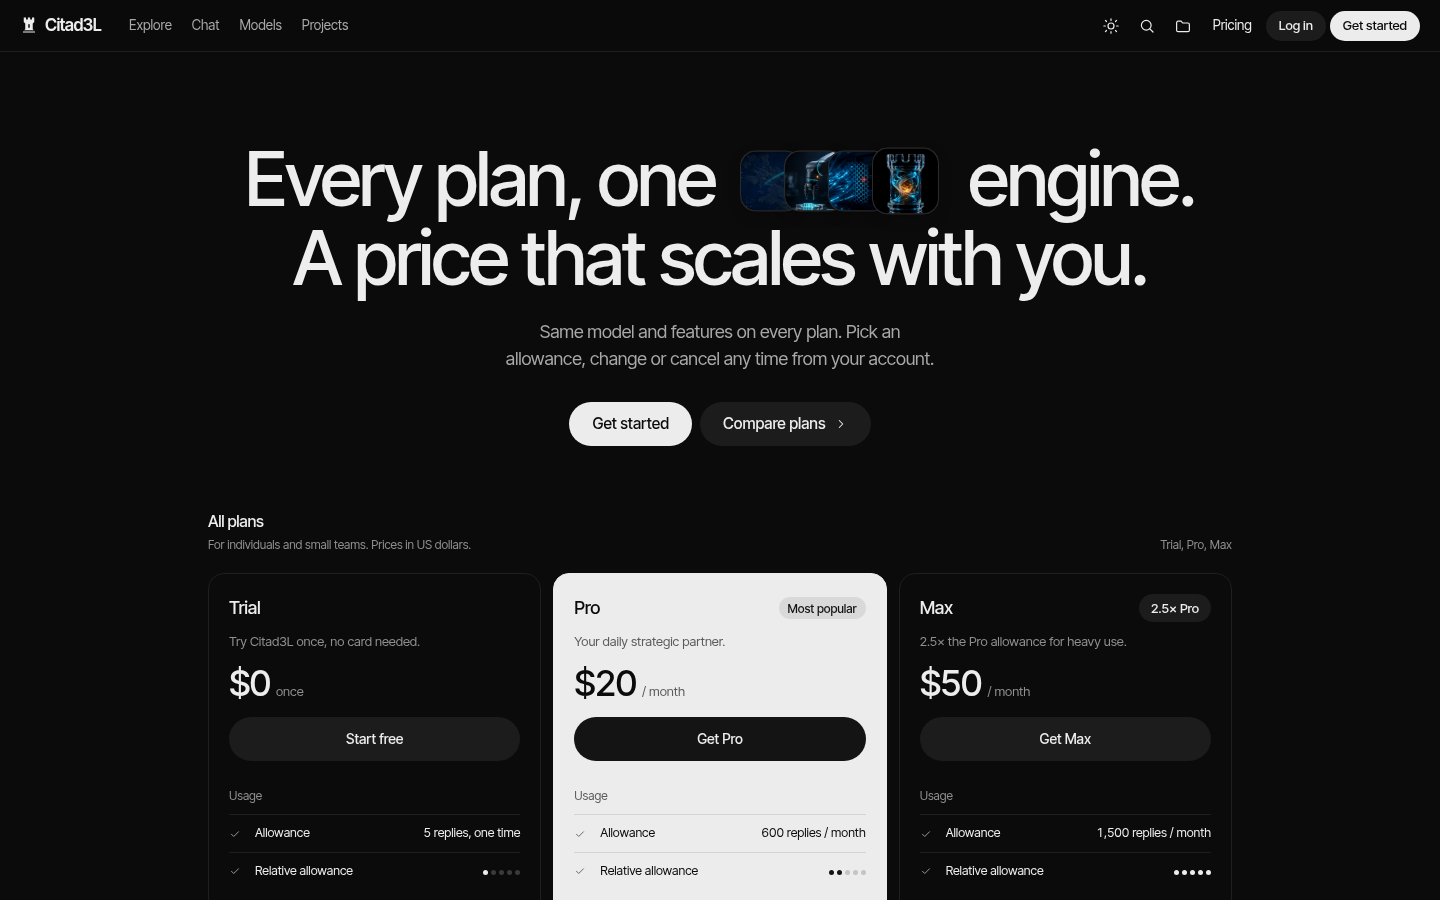 Citad3L Explore Chat Models Projects Pricing Log in Get started
Every plan, one engine.
A price that scales with you.
Same model and features on every plan. Pick an
allowance, change or cancel any time from your account.
Get started Compare plans
All plans
For individuals and small teams. Prices in US dollars. Trial, Pro, Max
Trial
Try Citad3L once, no card needed.
$0 once
Start free
Usage
Allowance 5 replies, one time
Relative allowance
Pro Most popular
Your daily strategic partner.
$20 / month
Get Pro
Usage
Allowance 600 replies / month
Relative allowance
Max 2.5× Pro
2.5× the Pro allowance for heavy use.
$50 / month
Get Max
Usage
Allowance 1,500 replies / month
Relative allowance